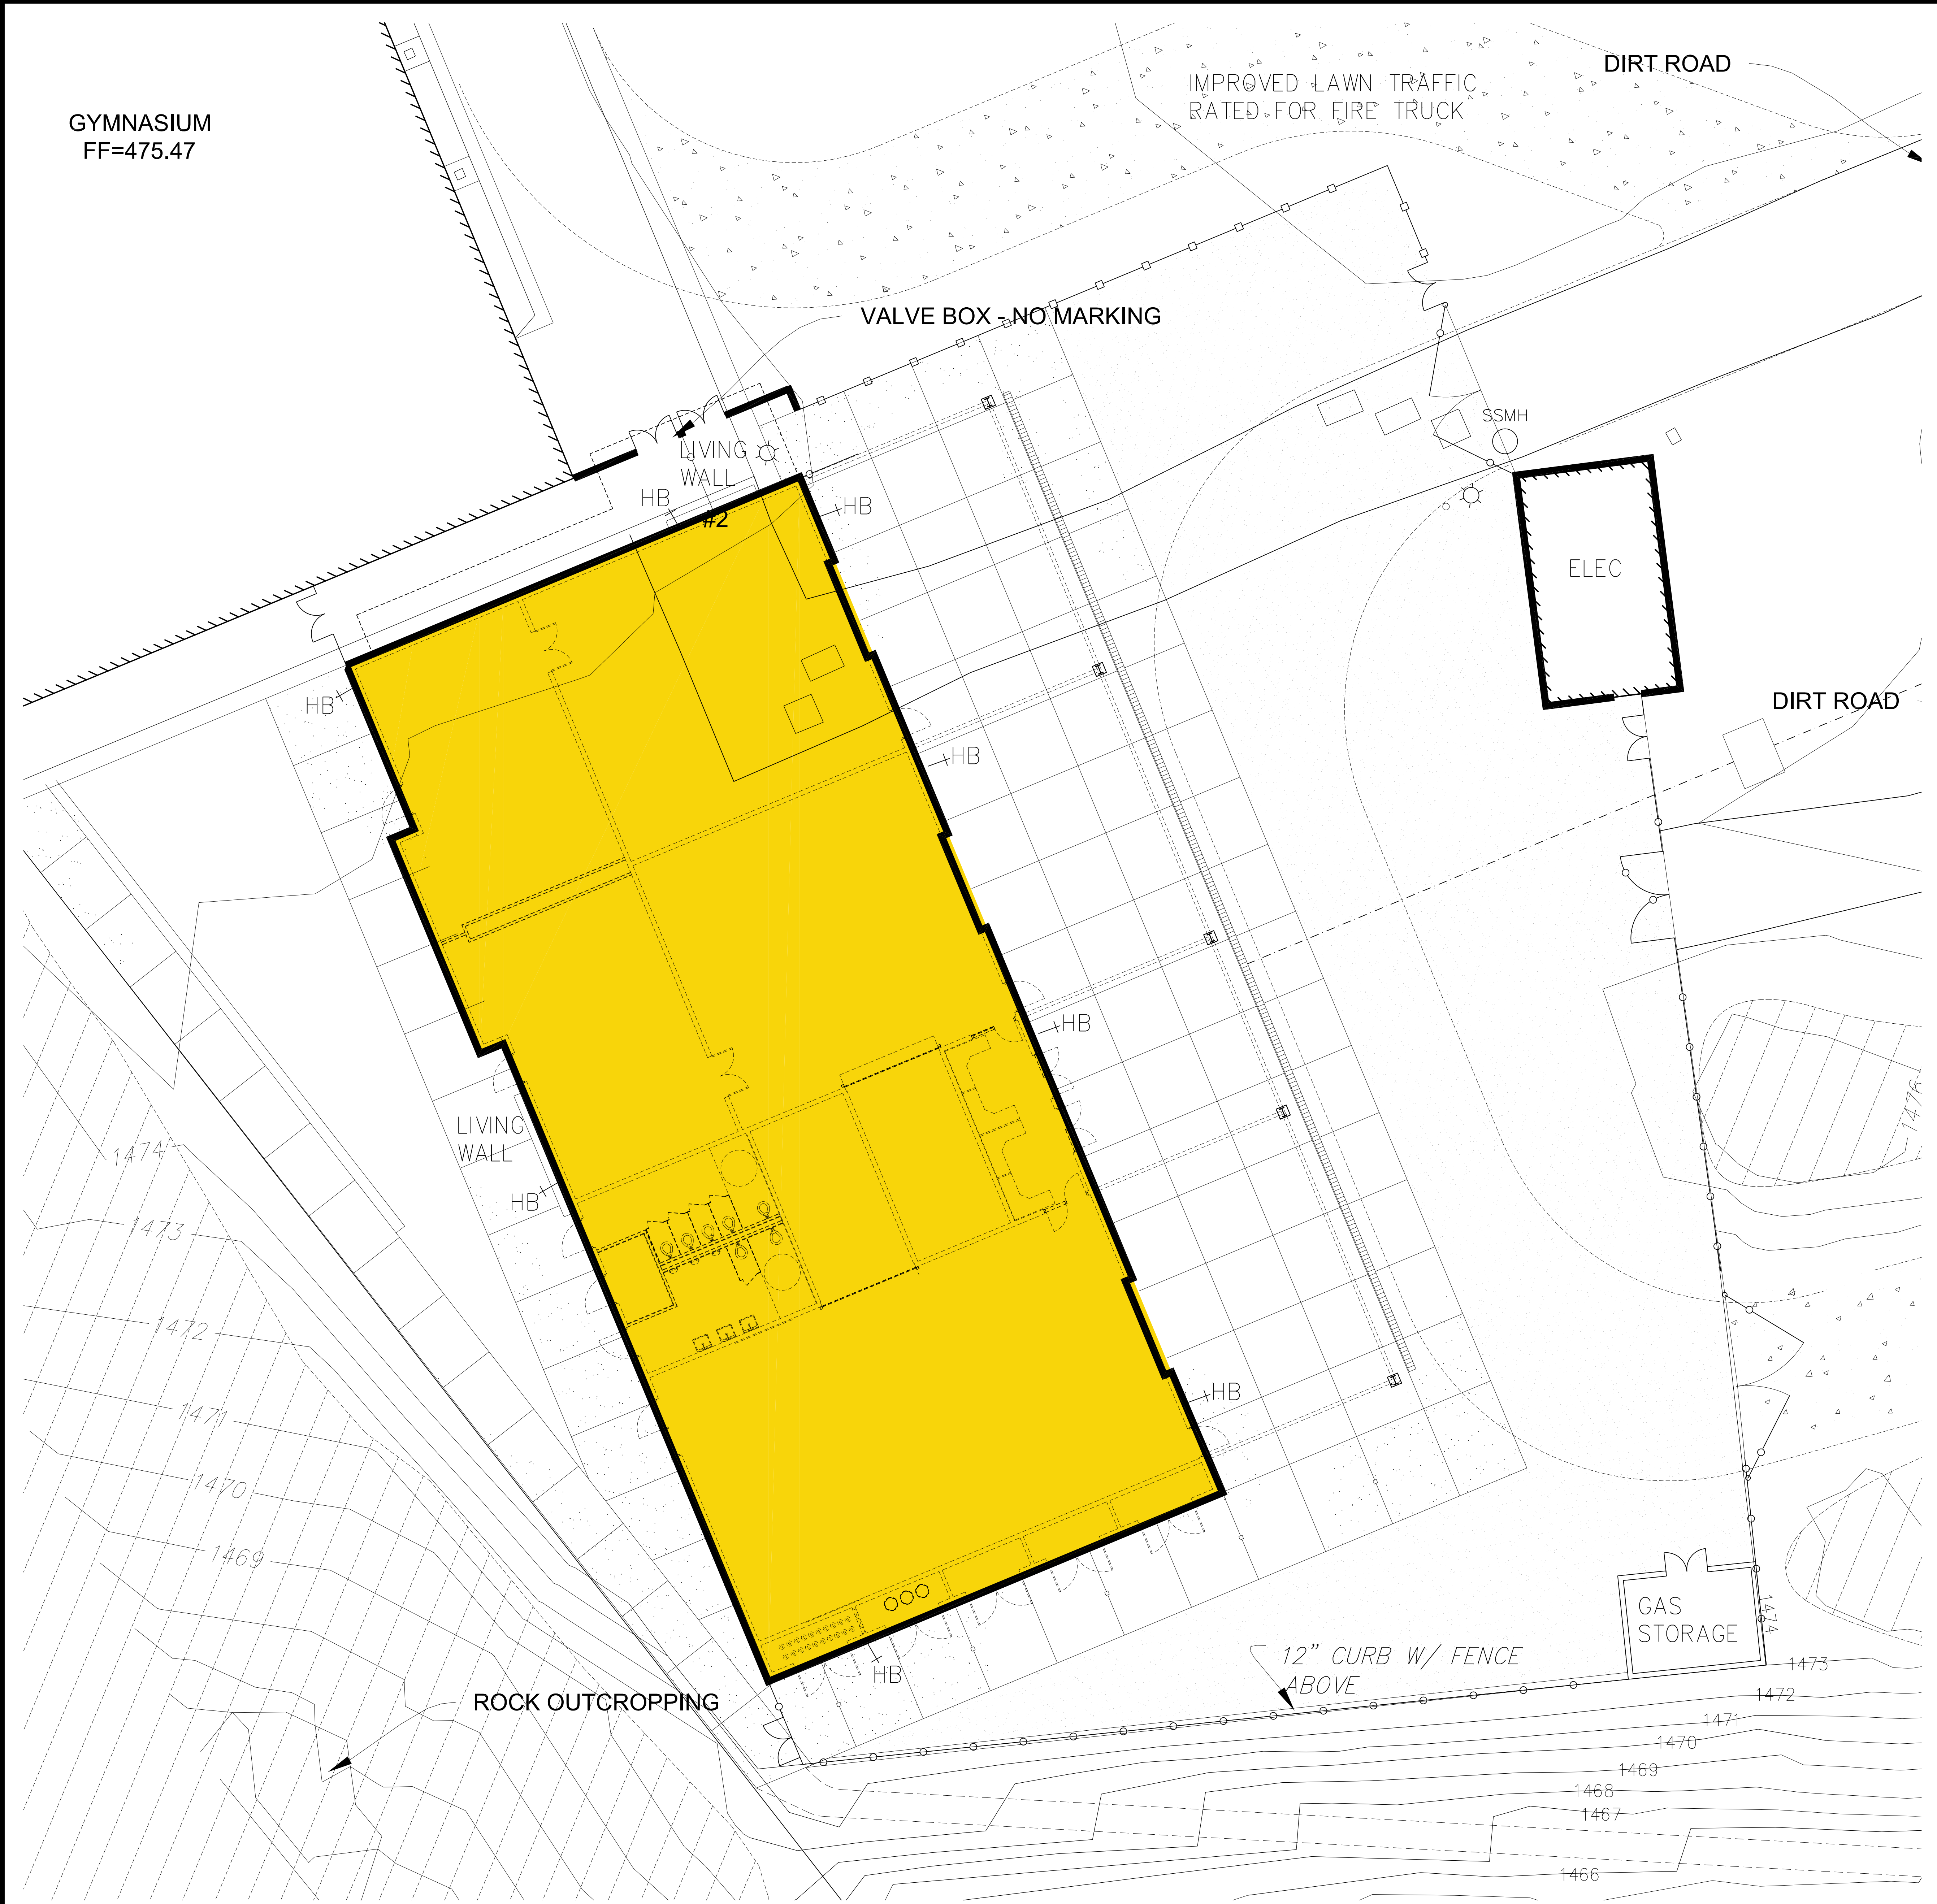 DIRT ROAD
IMPROVED LAWN TRAFFIC
RATED FOR FIRE TRUCK
GYMNASIUM
FF=475.47
VALVE BOX - NO MARKING
SSMH
LIVING
WALL
HB
HB
#2
ELEC
HB
DIRT ROAD
HB
HB
1476
LIVING
WALL
1474
HB
1473
1472
HB
1471
1470
1469
GAS
STORAGE
1474
12" CURB W/ FENCE
ABOVE
HB
1473
1472
ROCK OUTCROPPING
1471
1470
1469
1468
1467
1466